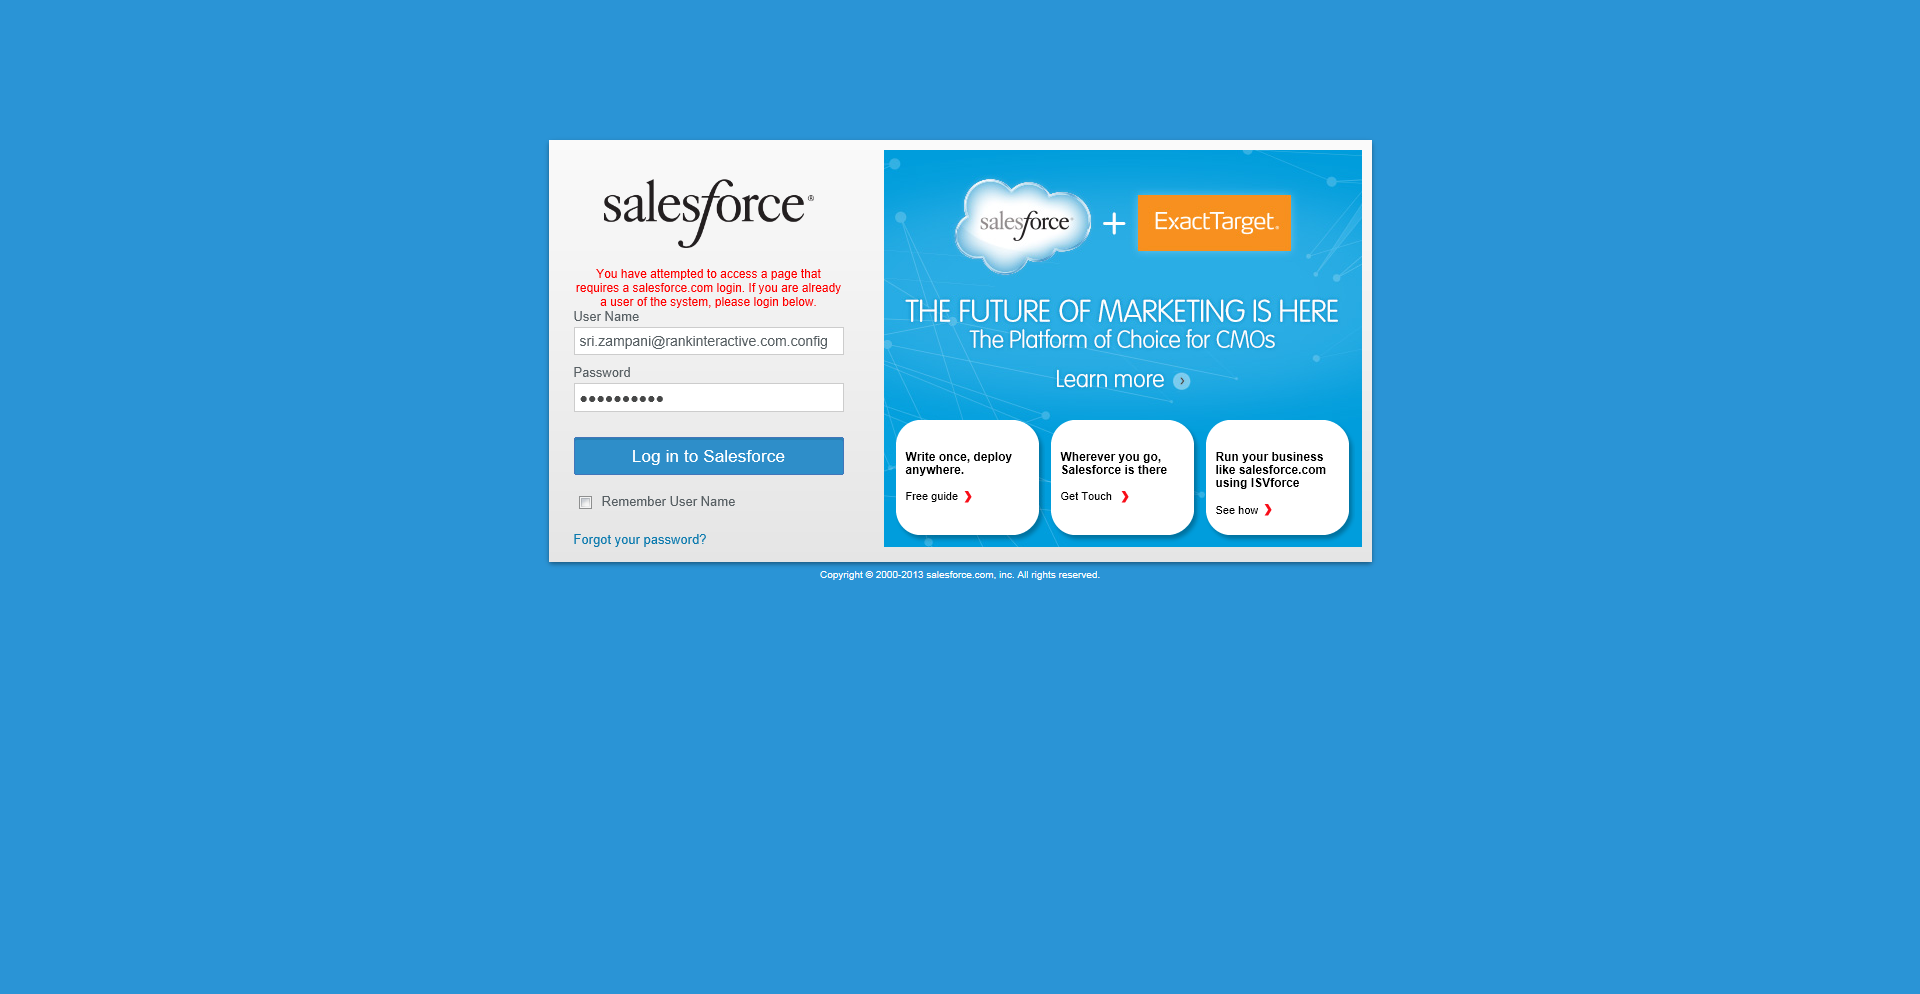 salesforce®
You have attempted to access a page that
requires a salesforce.com login. If you are already
a user of the system, please login below.
User Name
sri.zampani@rankinteractive.com.config
Password
●●●●●●●●●●
Log in to Salesforce
Remember User Name
Forgot your password?
salesforce + ExactTarget.
THE FUTURE OF MARKETING IS HERE
The Platform of Choice for CMOs
Learn more
Write once, deploy
anywhere.
Free guide
Wherever you go,
Salesforce is there
Get Touch
Run your business
like salesforce.com
using ISVforce
See how
Copyright © 2000-2013 salesforce.com, inc. All rights reserved.